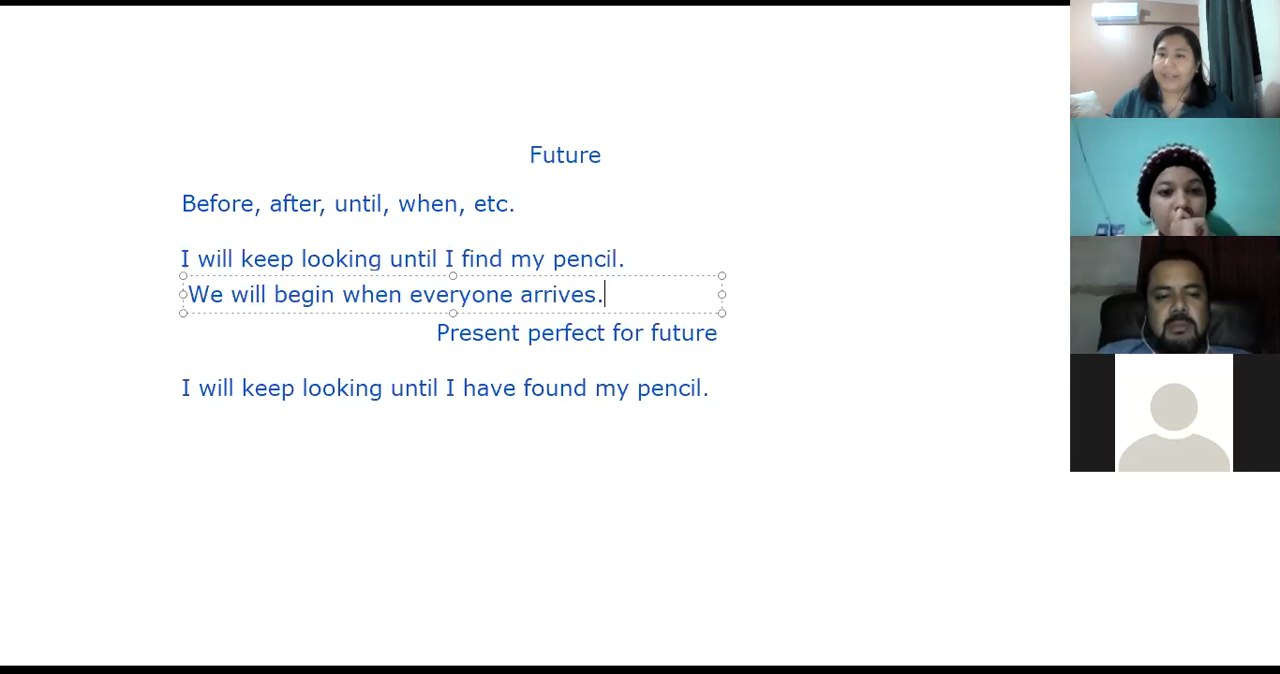 Future
Before, after, until, when, etc.
I will keep looking until I find my pencil.
We will begin when everyone arrives.
Present perfect for future
I will keep looking until I have found my pencil.